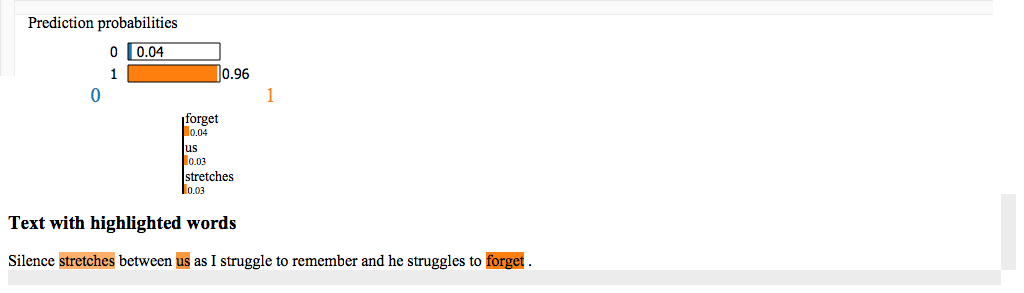 Prediction probabilities
0 0.04
1 0.96
0 1
forget
0.04
us
0.03
stretches
0.03
Text with highlighted words
Silence stretches between us as I struggle to remember and he struggles to forget .